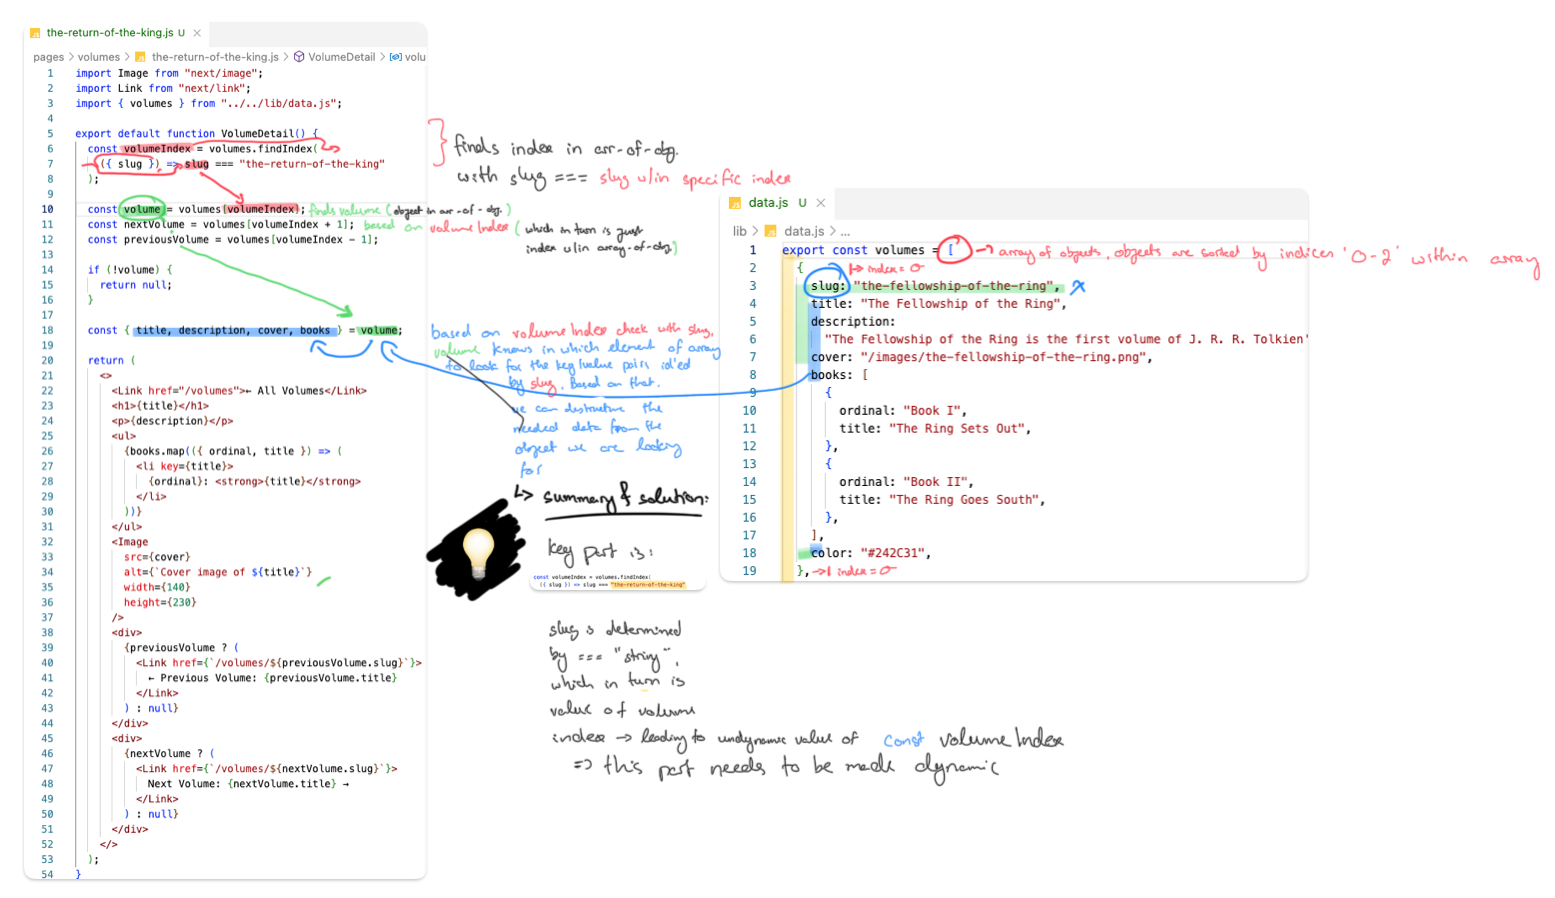 the-return-of-the-king.js U ×
pages > volumes > the-return-of-the-king.js > VolumeDetail > volu
1 import Image from "next/image";
2 import Link from "next/link";
3 import { volumes } from "../../lib/data.js";
4
5 export default function VolumeDetail() {
6 const volumeIndex = volumes.findIndex(
7 ({ slug }) => slug === "the-return-of-the-king"
8 );
9
10 const volume = volumes[volumeIndex];
11 const nextVolume = volumes[volumeIndex + 1];
12 const previousVolume = volumes[volumeIndex - 1];
13
14 if (!volume) {
15 return null;
16 }
17
18 const { title, description, cover, books } = volume;
19
20 return (
21 <>
22 <Link href="/volumes">← All Volumes</Link>
23 <h1>{title}</h1>
24 <p>{description}</p>
25 <ul>
26 {books.map(({ ordinal, title }) => (
27 <li key={title}>
28 {ordinal}: <strong>{title}</strong>
29 </li>
30 ))}
31 </ul>
32 <Image
33 src={cover}
34 alt={`Cover image of ${title}`}
35 width={140}
36 height={230}
37 />
38 <div>
39 {previousVolume ? (
40 <Link href={`/volumes/${previousVolume.slug}`}>
41 ← Previous Volume: {previousVolume.title}
42 </Link>
43 ) : null}
44 </div>
45 <div>
46 {nextVolume ? (
47 <Link href={`/volumes/${nextVolume.slug}`}>
48 Next Volume: {nextVolume.title} →
49 </Link>
50 ) : null}
51 </div>
52 </>
53 );
54 }
finds index in arr-of-obj.
with slug === slug w/in specific index
finds volume (object in arr-of-obj.)
based on volumeIndex (which in turn is just
index w/in array-of-obj)
based on volumeIndex check with slug,
volume knows in which element of array
to look for the key/value pairs id'ed
by slug. Based on that.
we can destructure the
needed data from the
object we are looking
for
↳ summary & solution:
key part is:
const volumeIndex = volumes.findIndex(
({ slug }) => slug === "the-return-of-the-king"
slug is determined
by === "string",
which in turn is
value of volume
index → leading to undynamic value of const volumeIndex
=> this part needs to be made dynamic
data.js U ×
lib > data.js > ...
1 export const volumes = [ → array of objects, objects are sorted by indices '0-2' within array
2 { → index = 0
3 slug: "the-fellowship-of-the-ring",
4 title: "The Fellowship of the Ring",
5 description:
6 "The Fellowship of the Ring is the first volume of J. R. R. Tolkien'
7 cover: "/images/the-fellowship-of-the-ring.png",
8 books: [
9 {
10 ordinal: "Book I",
11 title: "The Ring Sets Out",
12 },
13 {
14 ordinal: "Book II",
15 title: "The Ring Goes South",
16 },
17 ],
18 color: "#242C31",
19 }, → index = 0